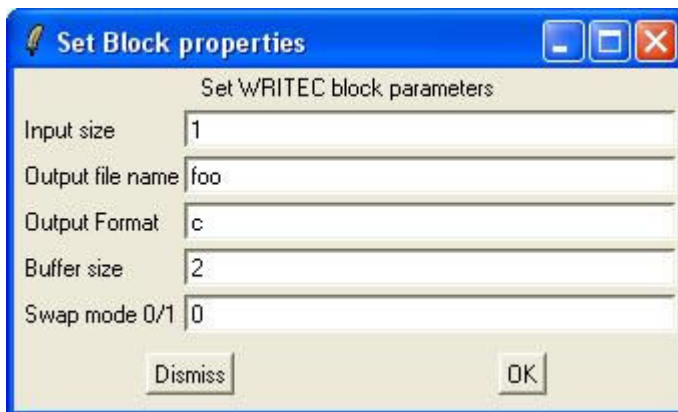 Set Block properties
Set WRITEC block parameters
Input size 1
Output file name foo
Output Format c
Buffer size 2
Swap mode 0/1 0
Dismiss OK